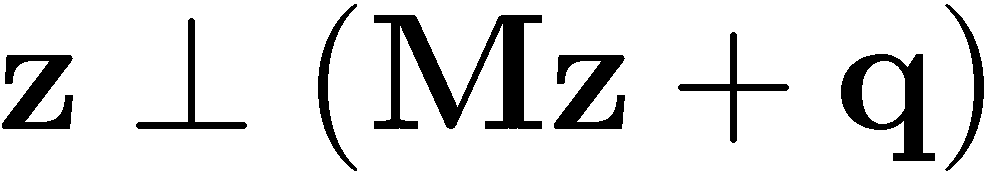 z ⊥ (Mz + q)